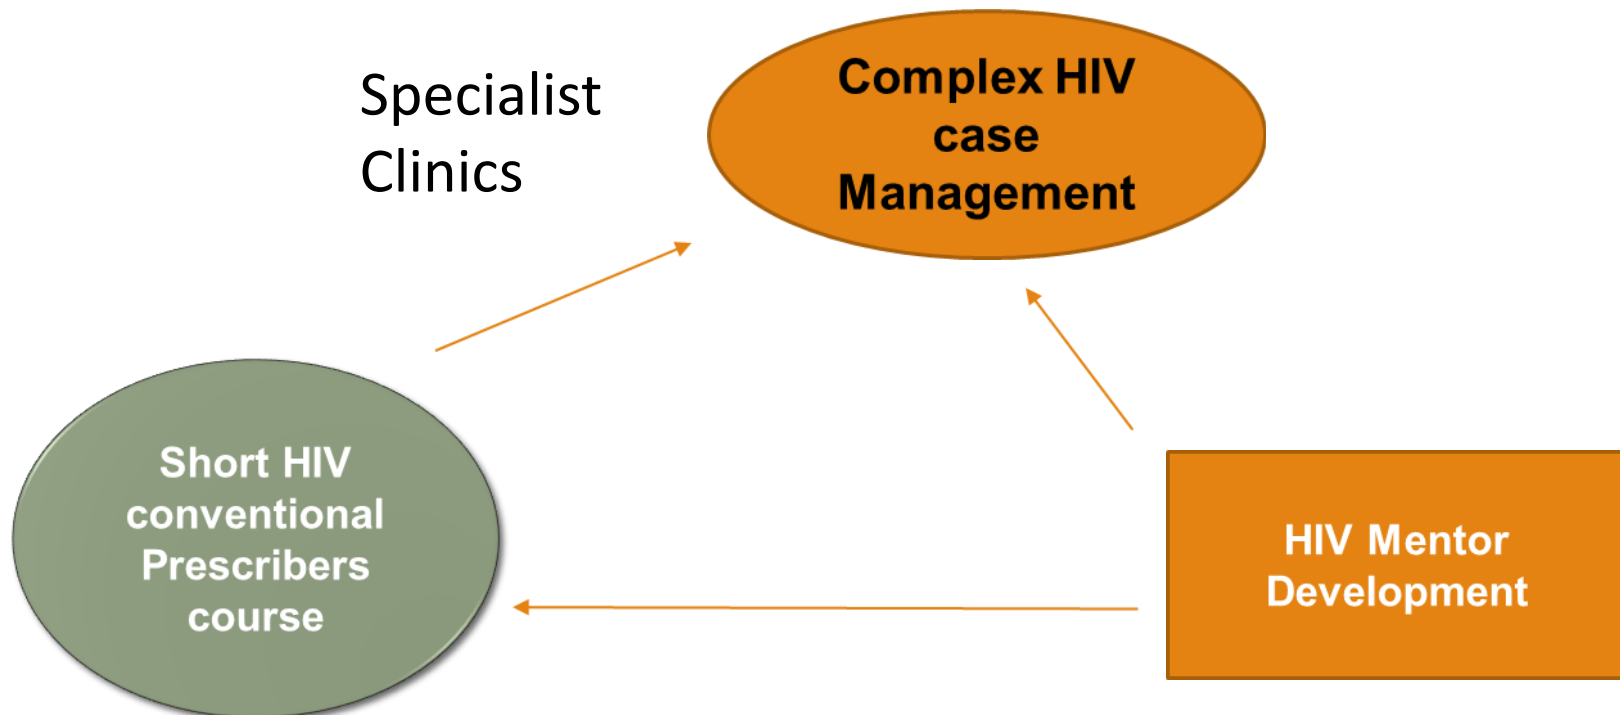 Specialist
Clinics
Complex HIV
case
Management
Short HIV
conventional
Prescribers
course
HIV Mentor
Development